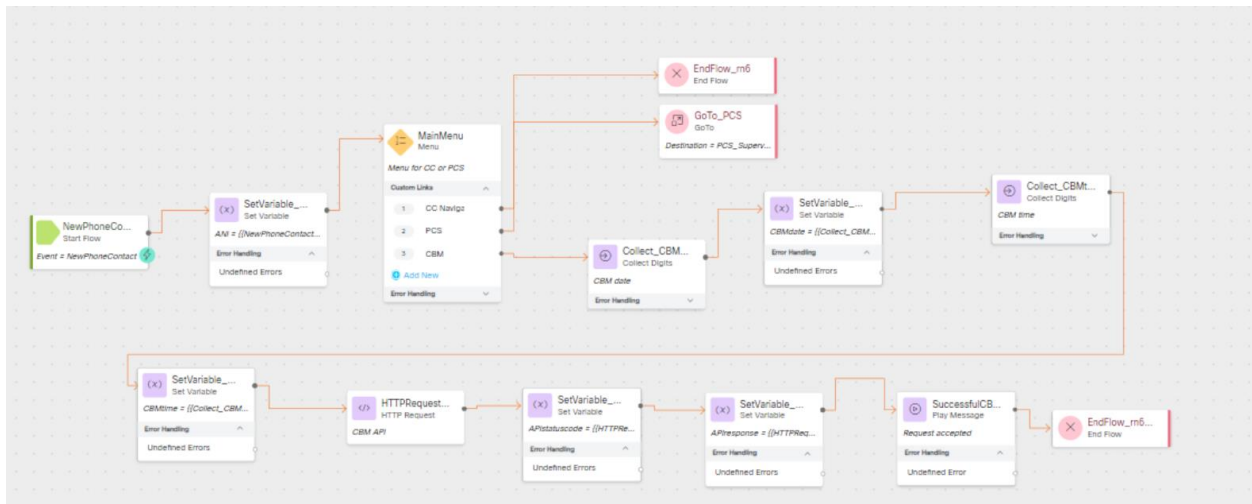 EndFlow_rn6
End Flow
GoTo_PCS
GoTo
Destination = PCS_Superv...
MainMenu
Menu
Menu for CC or PCS
Custom Links
1 CC Naviga
2 PCS
3 CBM
Add New
Error Handling
NewPhoneCo...
Start Flow
Event = NewPhoneContact
SetVariable_...
Set Variable
ANI = {{NewPhoneContact...
Error Handling
Undefined Errors
Collect_CBM...
Collect Digits
CBM date
Error Handling
SetVariable_...
Set Variable
CBMdate = {{Collect_CBM...
Error Handling
Undefined Errors
Collect_CBMt...
Collect Digits
CBM time
Error Handling
SetVariable_...
Set Variable
CBMtime = {{Collect_CBM...
Error Handling
Undefined Errors
HTTPRequest...
HTTP Request
CBM API
SetVariable_...
Set Variable
APIstatuscode = {{HTTPRe...
Error Handling
Undefined Errors
SetVariable_...
Set Variable
APIresponse = {{HTTPReq...
Error Handling
Undefined Errors
SuccessfulCB...
Play Message
Request accepted
Error Handling
Undefined Error
EndFlow_rn6...
End Flow